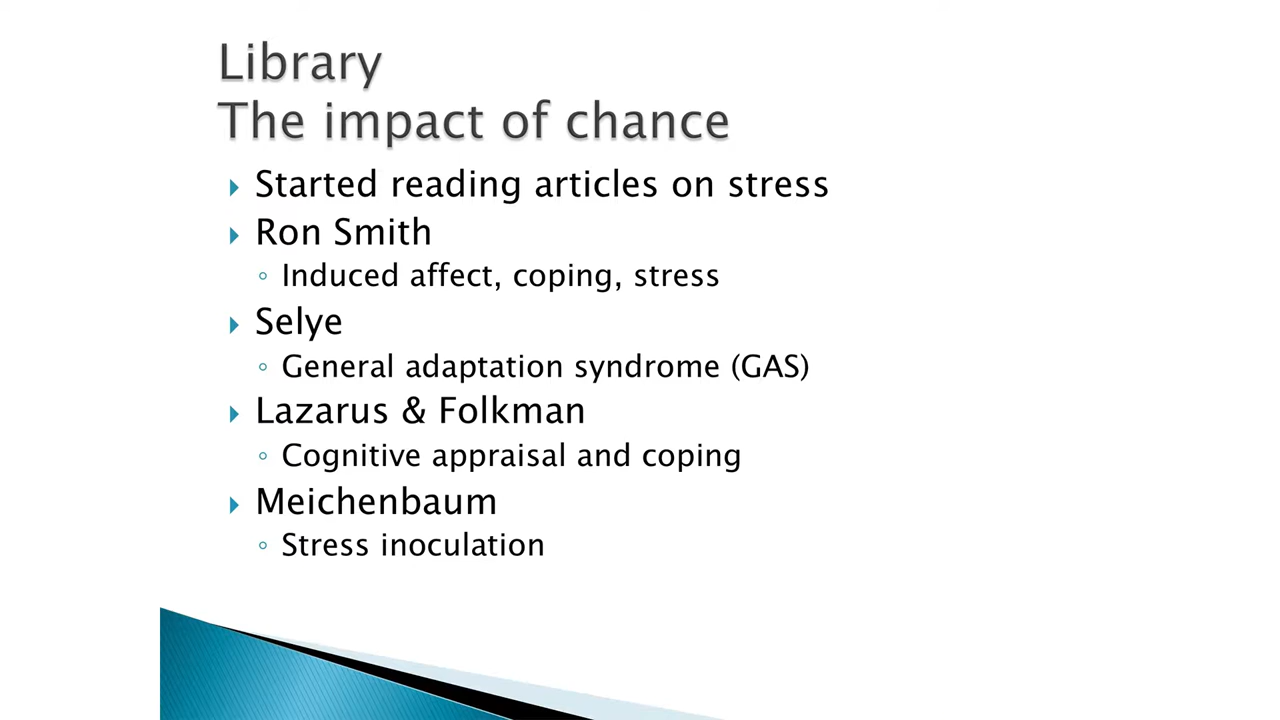 Library
The impact of chance
Started reading articles on stress
Ron Smith
Induced affect, coping, stress
Selye
General adaptation syndrome (GAS)
Lazarus & Folkman
Cognitive appraisal and coping
Meichenbaum
Stress inoculation